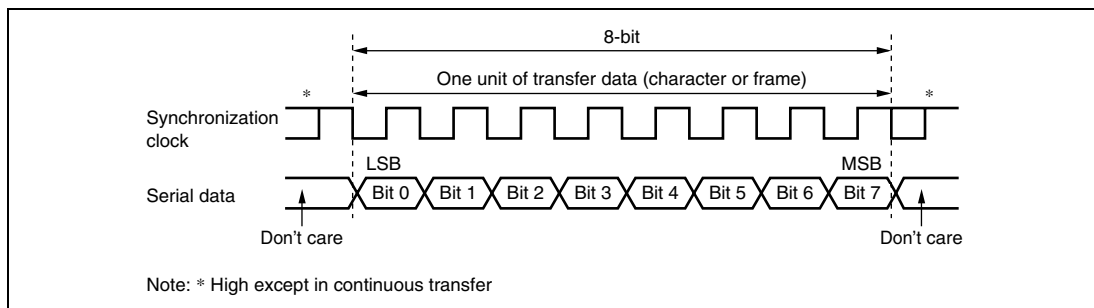 8-bit
One unit of transfer data (character or frame)
*
*
Synchronization
clock
LSB
MSB
Serial data
Bit 0 Bit 1 Bit 2 Bit 3 Bit 4 Bit 5 Bit 6 Bit 7
Don't care
Don't care
Note: * High except in continuous transfer